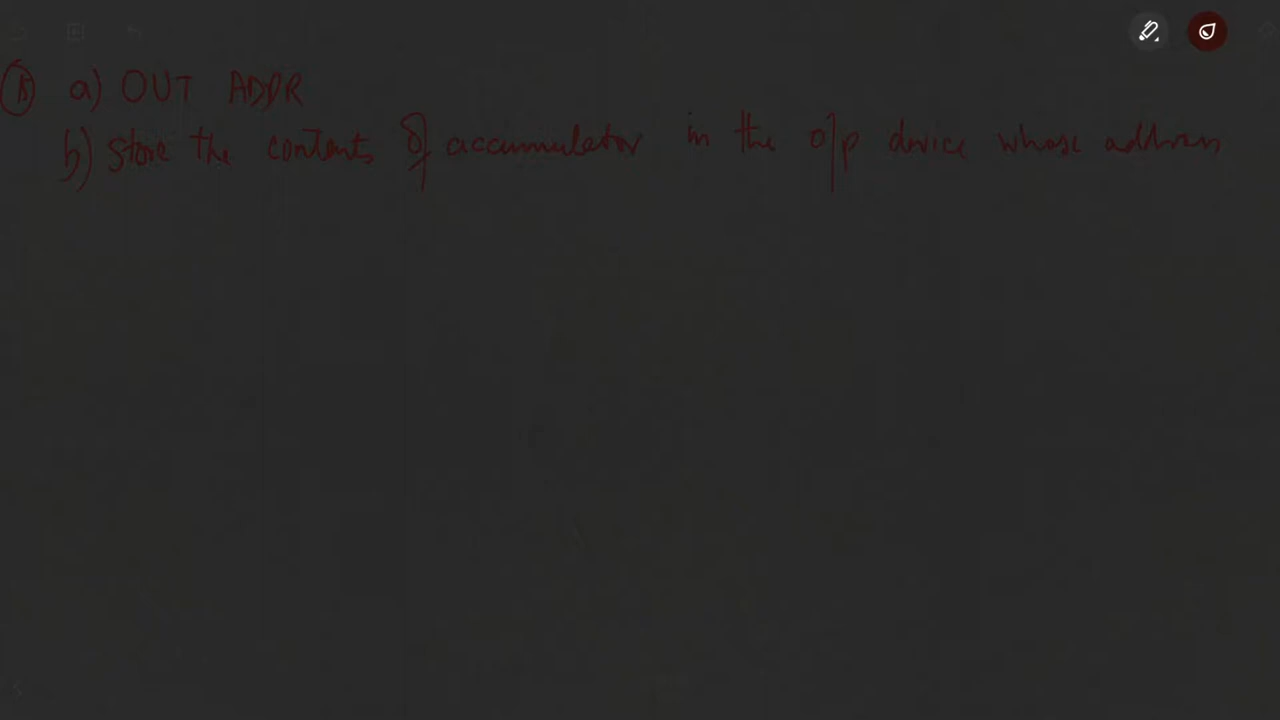 a) OUT ADDR
b) store the contents of accumulator in the o/p device whose address